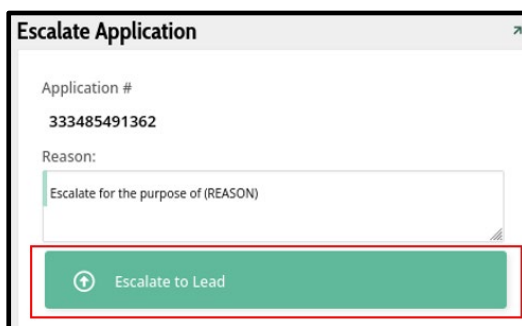 Escalate Application
Application #
333485491362
Reason:
Escalate for the purpose of (REASON)
Escalate to Lead